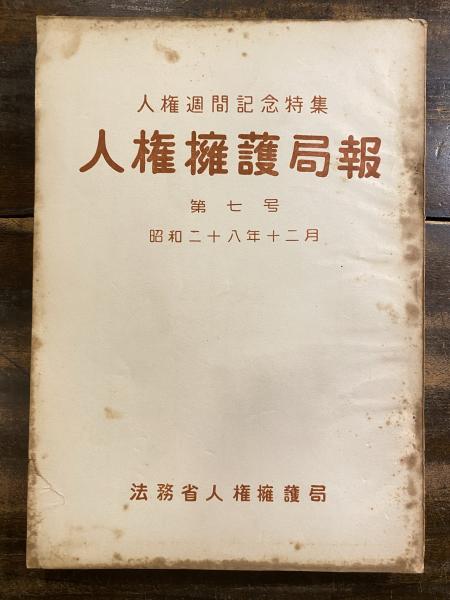 人権週間記念特集
人権擁護局報
第七号
昭和二十八年十二月
法務省人権擁護局